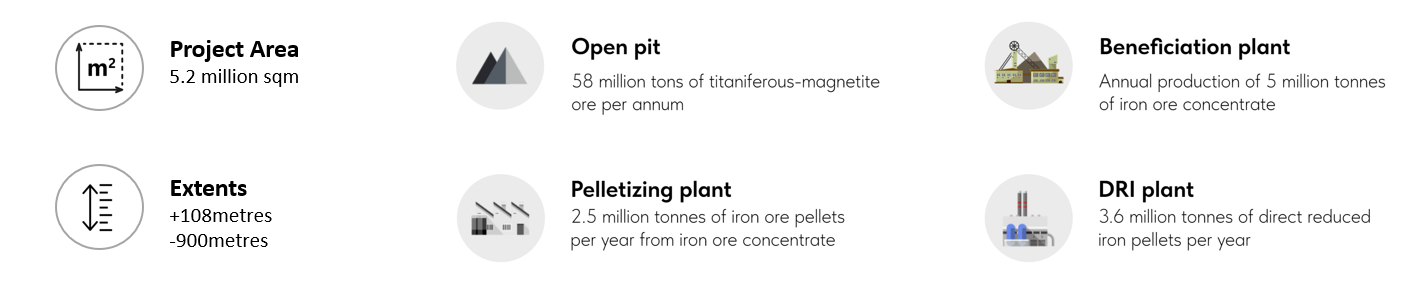 m²
Project Area
5.2 million sqm
Open pit
58 million tons of titaniferous-magnetite
ore per annum
Beneficiation plant
Annual production of 5 million tonnes
of iron ore concentrate
Extents
+108metres
-900metres
Pelletizing plant
2.5 million tonnes of iron ore pellets
per year from iron ore concentrate
DRI plant
3.6 million tonnes of direct reduced
iron pellets per year